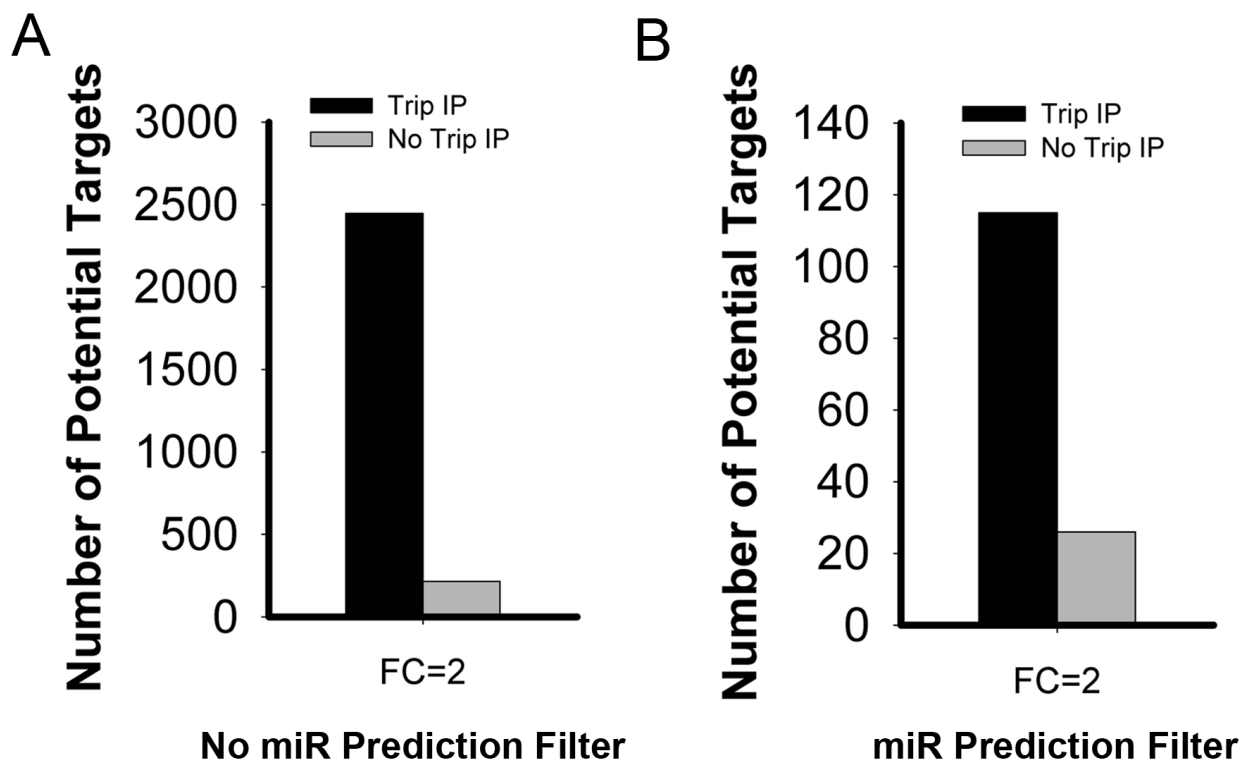 A
Number of Potential Targets
3000
2500
2000
1500
1000
500
0
Trip IP
No Trip IP
FC=2
No miR Prediction Filter
B
Number of Potential Targets
140
120
100
80
60
40
20
0
Trip IP
No Trip IP
FC=2
miR Prediction Filter